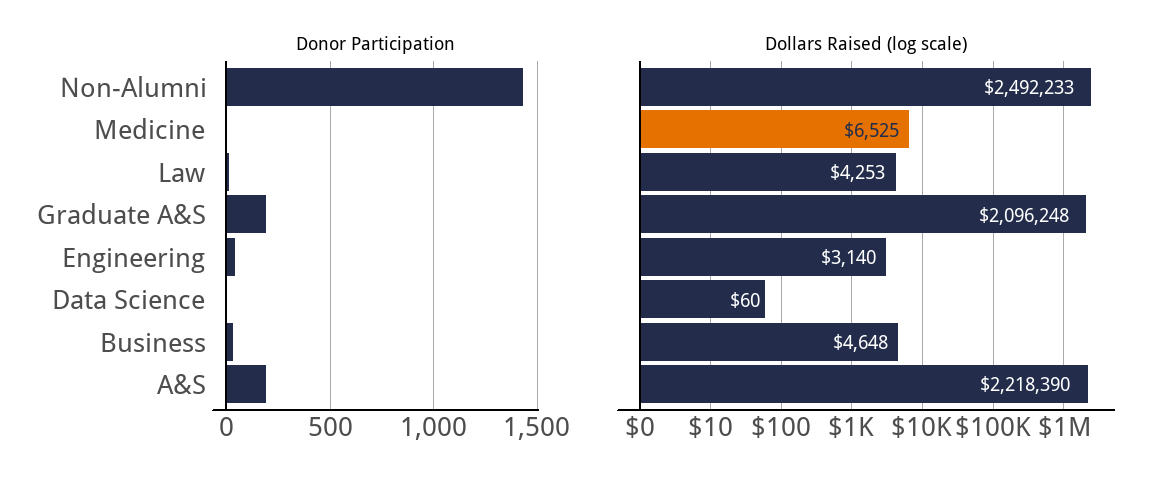 Donor Participation
Dollars Raised (log scale)
Non-Alumni
$2,492,233
Medicine
$6,525
Law
$4,253
Graduate A&S
$2,096,248
Engineering
$3,140
Data Science
$60
Business
$4,648
A&S
$2,218,390
0 500 1,000 1,500
$0 $10 $100 $1K $10K $100K $1M